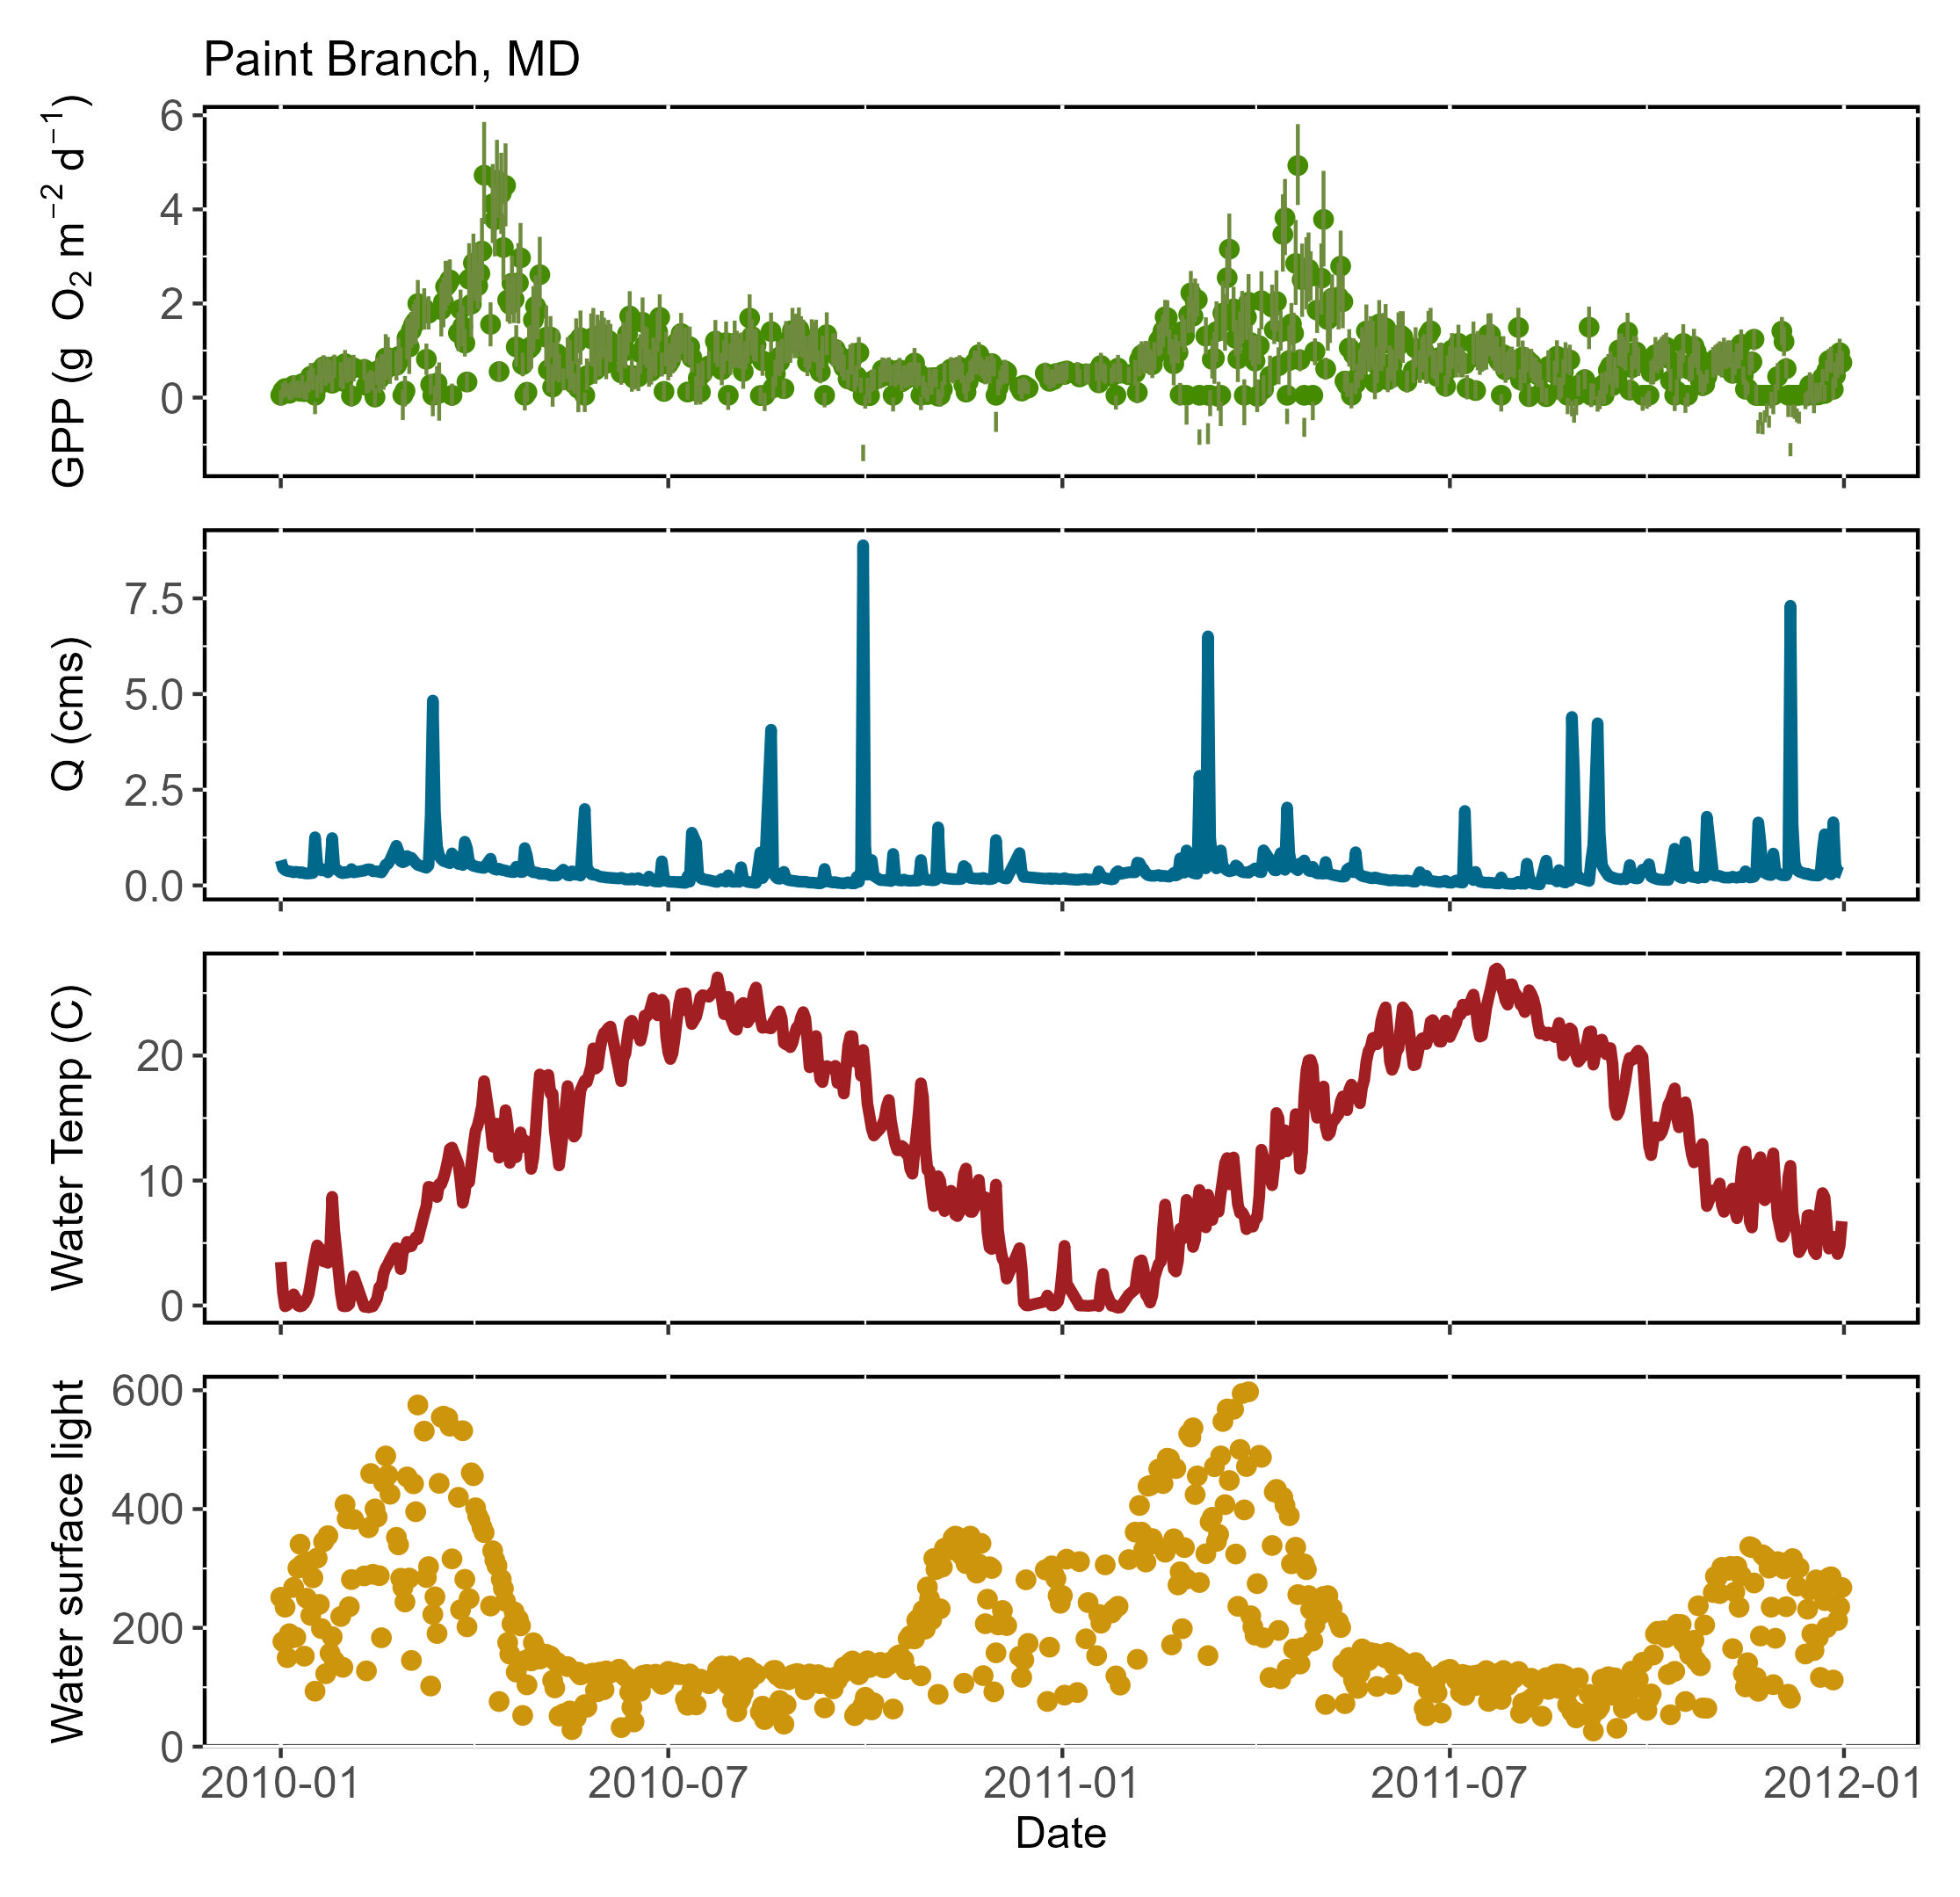 Paint Branch, MD
GPP (g O₂ m⁻² d⁻¹)
6
4
2
0
Q (cms)
7.5
5.0
2.5
0.0
Water Temp (C)
20
10
0
Water surface light
600
400
200
0
2010-01 2010-07 2011-01 2011-07 2012-01
Date